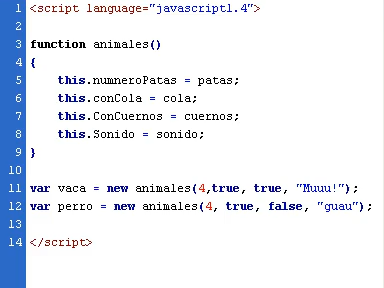 1 <script language="javascript1.4">
2
3 function animales()
4 {
5 this.numneroPatas = patas;
6 this.conCola = cola;
7 this.ConCuernos = cuernos;
8 this.Sonido = sonido;
9 }
10
11 var vaca = new animales(4,true, true, "Muuu!");
12 var perro = new animales(4, true, false, "guau");
13
14 </script>